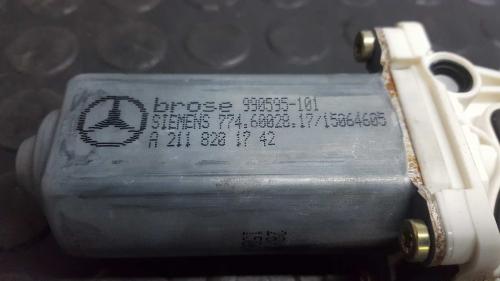 brose 990595-101
SIEMENS 774.60028.17/15064605
A 211 820 17 42